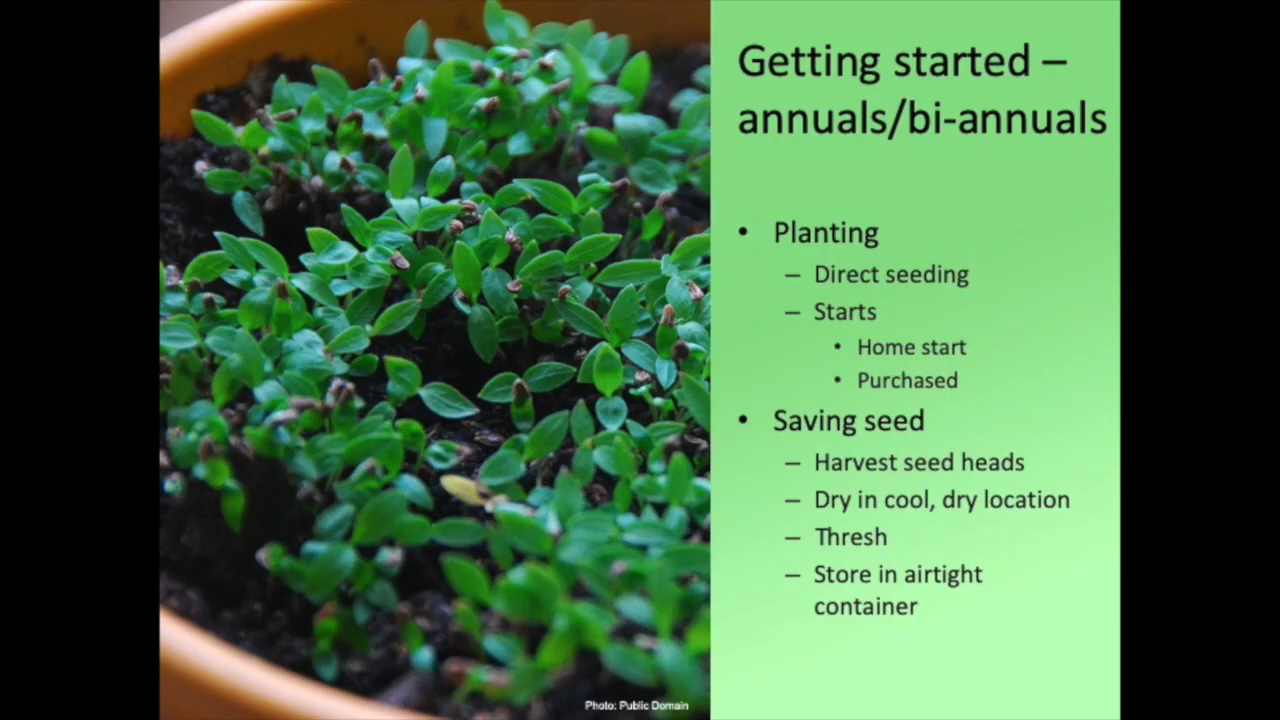 Getting started –
annuals/bi-annuals
• Planting
– Direct seeding
– Starts
• Home start
• Purchased
• Saving seed
– Harvest seed heads
– Dry in cool, dry location
– Thresh
– Store in airtight
container
Photo: Public Domain